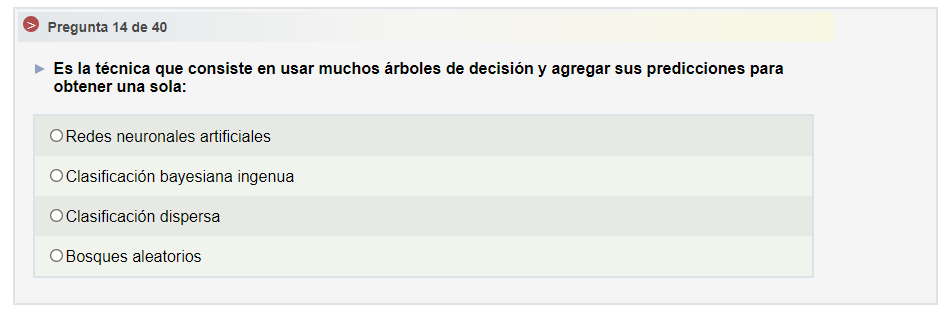 Pregunta 14 de 40
Es la técnica que consiste en usar muchos árboles de decisión y agregar sus predicciones para
obtener una sola:
Redes neuronales artificiales
Clasificación bayesiana ingenua
Clasificación dispersa
Bosques aleatorios